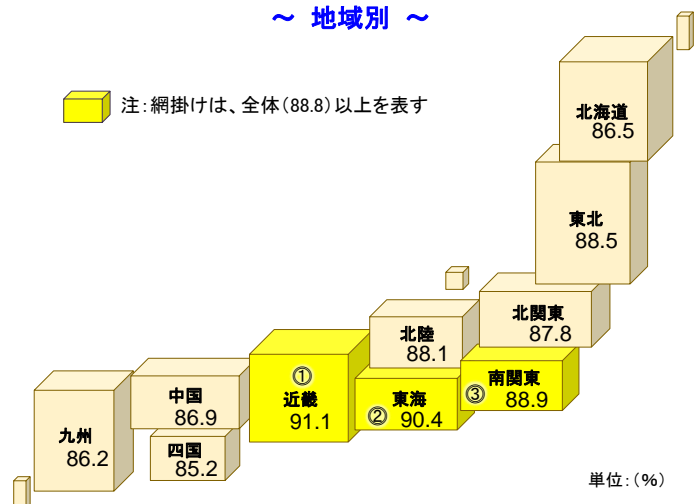 ～ 地域別 ～
注：網掛けは、全体（88.8）以上を表す
北海道
86.5
東北
88.5
北関東
87.8
北陸
88.1
③ 南関東
88.9
東海
② 90.4
①
近畿
91.1
中国
86.9
四国
85.2
九州
86.2
単位：（%）